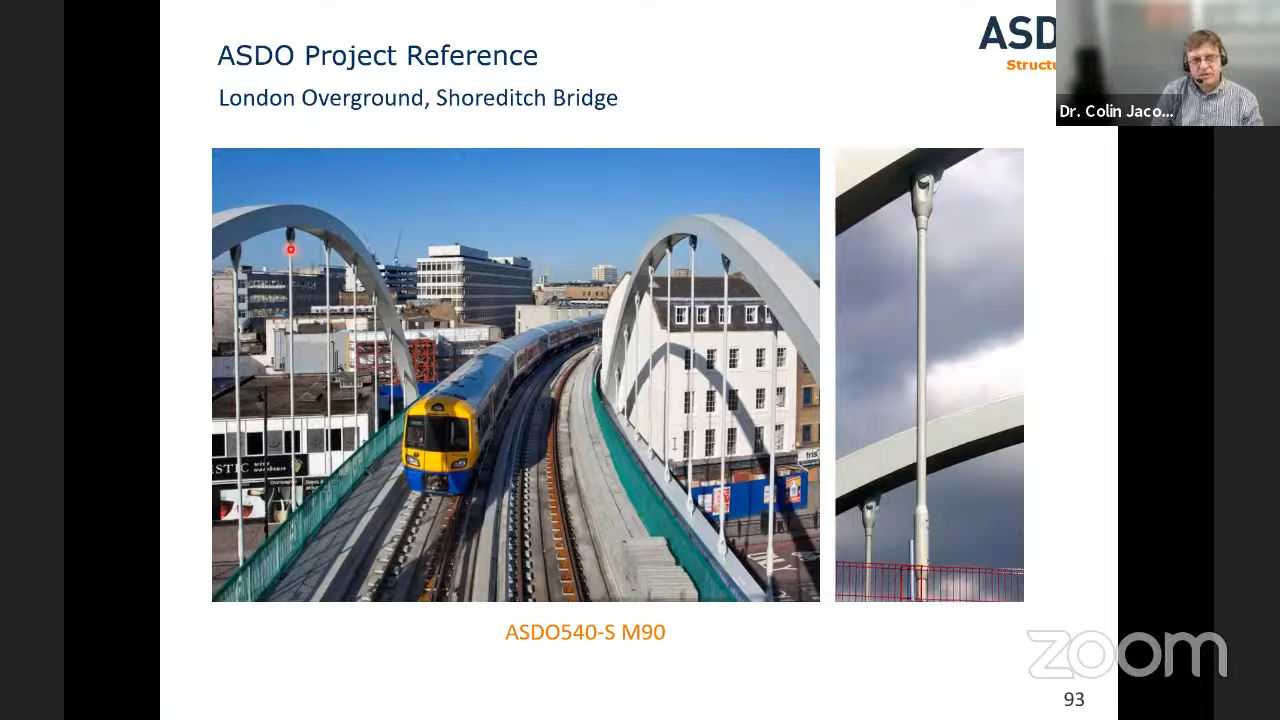 ASDO Project Reference
London Overground, Shoreditch Bridge
ASD
Structu
Dr. Colin Jaco...
ASDO540-S M90
zoom
93